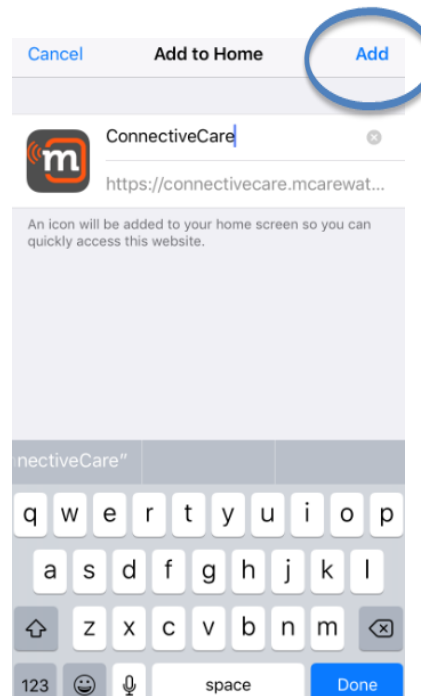 Cancel Add to Home Add
m
ConnectiveCare
https://connectivecare.mcarewat...
An icon will be added to your home screen so you can
quickly access this website.
nectiveCare"
q w e r t y u i o p
a s d f g h j k l
z x c v b n m
123 space Done